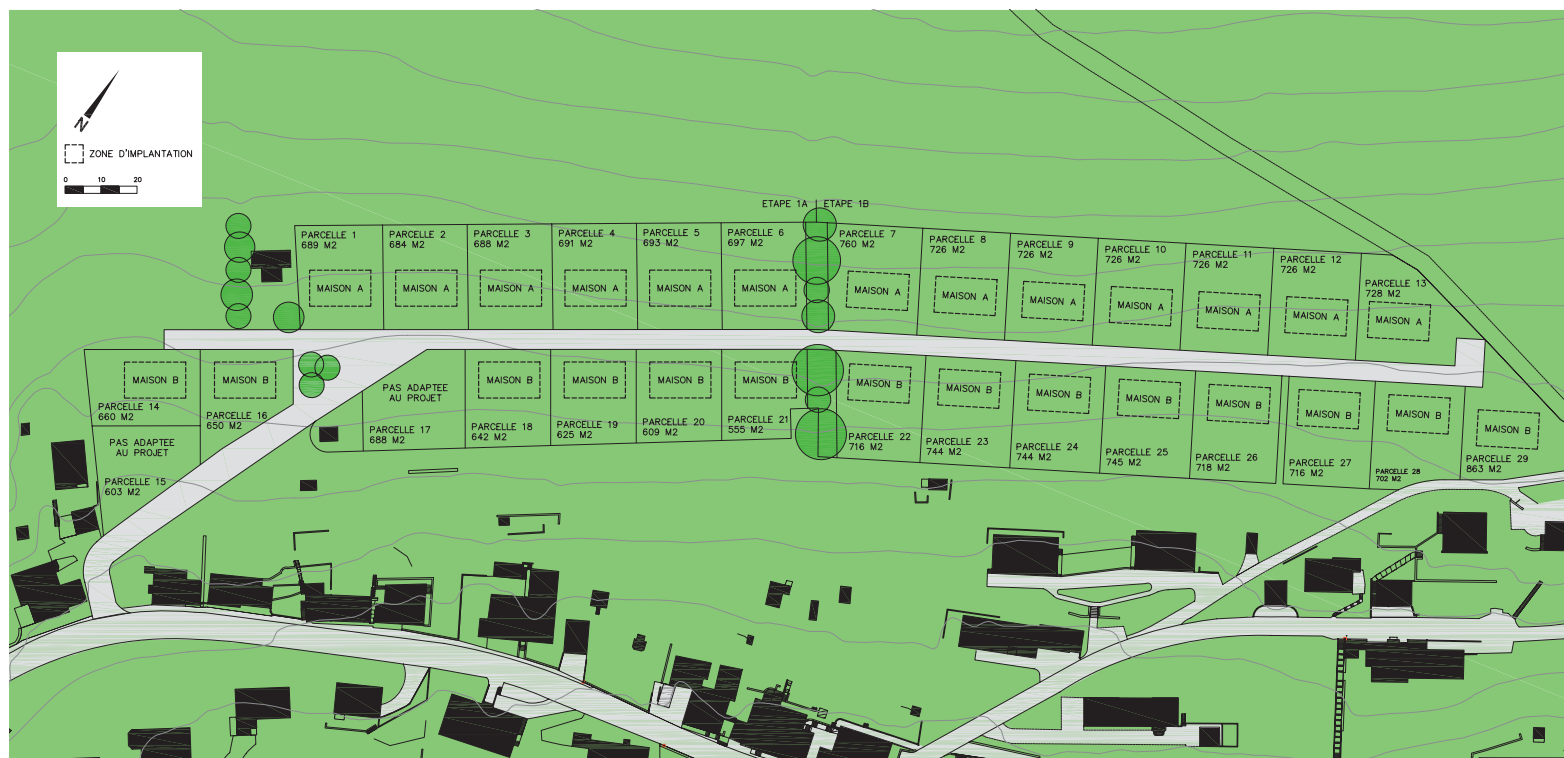 N
ZONE D'IMPLANTATION
0 10 20
ETAPE 1A ETAPE 1B
PARCELLE 1
689 M2
MAISON A
PARCELLE 2
684 M2
MAISON A
PARCELLE 3
688 M2
MAISON A
PARCELLE 4
691 M2
MAISON A
PARCELLE 5
693 M2
MAISON A
PARCELLE 6
697 M2
MAISON A
PARCELLE 7
760 M2
MAISON A
PARCELLE 8
726 M2
MAISON A
PARCELLE 9
726 M2
MAISON A
PARCELLE 10
726 M2
MAISON A
PARCELLE 11
726 M2
MAISON A
PARCELLE 12
726 M2
MAISON A
PARCELLE 13
728 M2
MAISON A
MAISON B
PARCELLE 14
660 M2
PAS ADAPTEE
AU PROJET
PARCELLE 15
603 M2
MAISON B
PARCELLE 16
650 M2
PAS ADAPTEE
AU PROJET
PARCELLE 17
688 M2
MAISON B
PARCELLE 18
642 M2
MAISON B
PARCELLE 19
625 M2
MAISON B
PARCELLE 20
609 M2
MAISON B
PARCELLE 21
555 M2
MAISON B
PARCELLE 22
716 M2
MAISON B
PARCELLE 23
744 M2
MAISON B
PARCELLE 24
744 M2
MAISON B
PARCELLE 25
745 M2
MAISON B
PARCELLE 26
718 M2
MAISON B
PARCELLE 27
716 M2
MAISON B
PARCELLE 28
702 M2
MAISON B
PARCELLE 29
863 M2